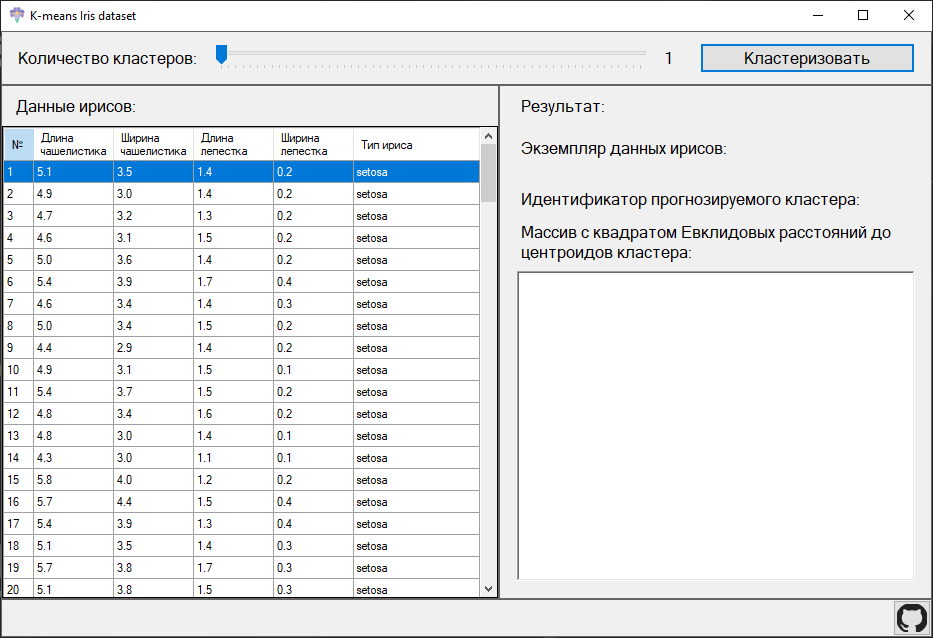 K-means Iris dataset
Количество кластеров:
1
Кластеризовать
Данные ирисов:
№ Длина чашелистика Ширина чашелистика Длина лепестка Ширина лепестка Тип ириса
1 5.1 3.5 1.4 0.2 setosa
2 4.9 3.0 1.4 0.2 setosa
3 4.7 3.2 1.3 0.2 setosa
4 4.6 3.1 1.5 0.2 setosa
5 5.0 3.6 1.4 0.2 setosa
6 5.4 3.9 1.7 0.4 setosa
7 4.6 3.4 1.4 0.3 setosa
8 5.0 3.4 1.5 0.2 setosa
9 4.4 2.9 1.4 0.2 setosa
10 4.9 3.1 1.5 0.1 setosa
11 5.4 3.7 1.5 0.2 setosa
12 4.8 3.4 1.6 0.2 setosa
13 4.8 3.0 1.4 0.1 setosa
14 4.3 3.0 1.1 0.1 setosa
15 5.8 4.0 1.2 0.2 setosa
16 5.7 4.4 1.5 0.4 setosa
17 5.4 3.9 1.3 0.4 setosa
18 5.1 3.5 1.4 0.3 setosa
19 5.7 3.8 1.7 0.3 setosa
20 5.1 3.8 1.5 0.3 setosa
Результат:
Экземпляр данных ирисов:
Идентификатор прогнозируемого кластера:
Массив с квадратом Евклидовых расстояний до
центроидов кластера: